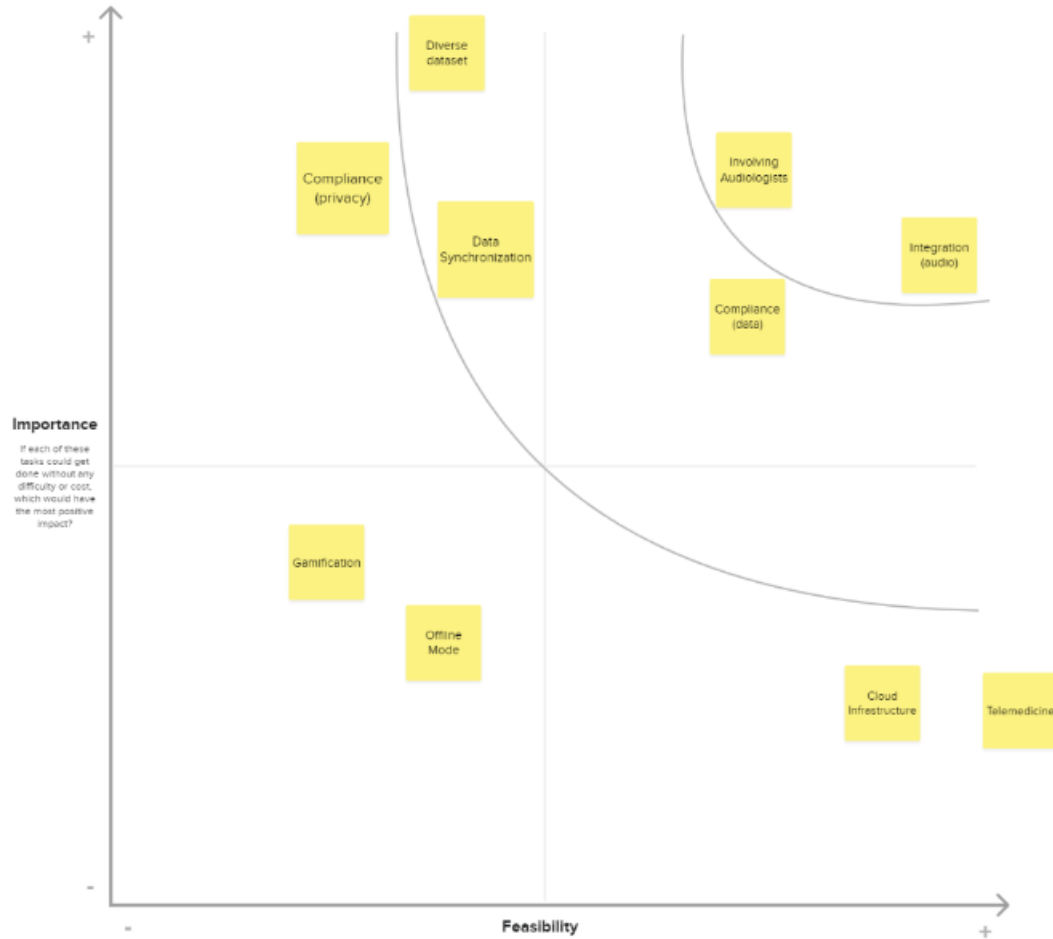 +
Diverse
dataset
Compliance
(privacy)
Involving
Audiologists
Data
Synchronization
Integration
(audio)
Compliance
(data)
Importance
If each of these
tasks could get
done without any
difficulty or cost,
which would have
the most positive
impact?
Gamification
Offline
Mode
Cloud
Infrastructure
Telemedicine
-
-
Feasibility
+